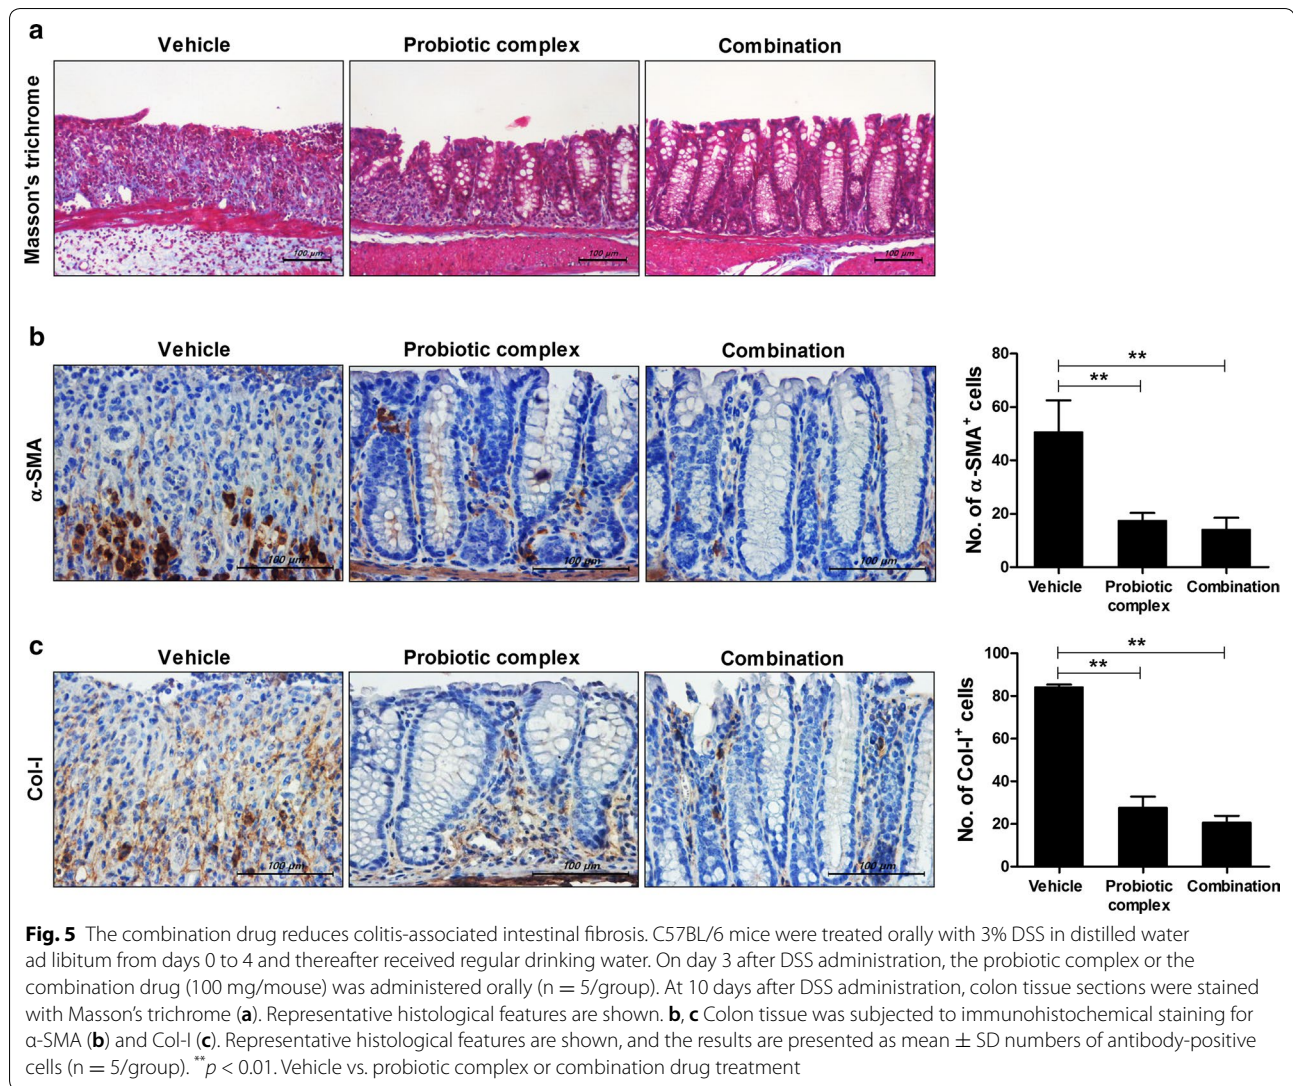 a
Vehicle Probiotic complex Combination
Masson's trichrome
100 µm 100 µm 100 µm
b
Vehicle Probiotic complex Combination
α-SMA
100 µm 100 µm 100 µm
No. of α-SMA+ cells
80
60
40
20
0
**
**
Vehicle Probiotic complex Combination
c
Vehicle Probiotic complex Combination
Col-I
100 µm 100 µm 100 µm
No. of Col-I+ cells
100
80
60
40
20
0
**
**
Vehicle Probiotic complex Combination
Fig. 5 The combination drug reduces colitis-associated intestinal fibrosis. C57BL/6 mice were treated orally with 3% DSS in distilled water
ad libitum from days 0 to 4 and thereafter received regular drinking water. On day 3 after DSS administration, the probiotic complex or the
combination drug (100 mg/mouse) was administered orally (n = 5/group). At 10 days after DSS administration, colon tissue sections were stained
with Masson's trichrome (a). Representative histological features are shown. b, c Colon tissue was subjected to immunohistochemical staining for
α-SMA (b) and Col-I (c). Representative histological features are shown, and the results are presented as mean ± SD numbers of antibody-positive
cells (n = 5/group). **p < 0.01. Vehicle vs. probiotic complex or combination drug treatment